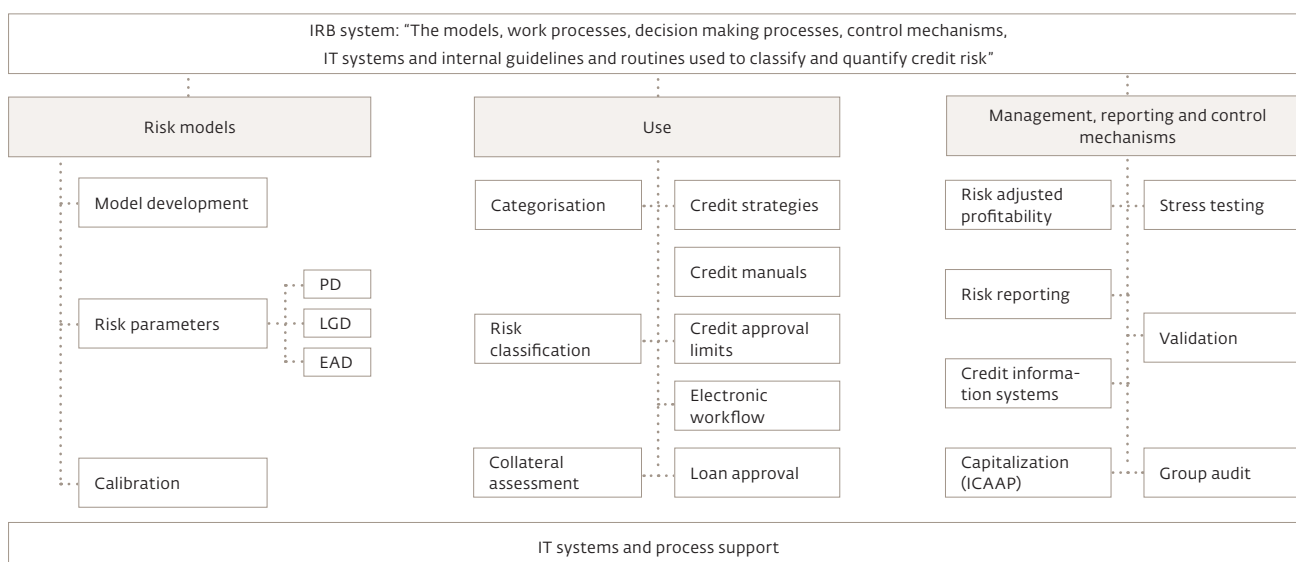 IRB system: “The models, work processes, decision making processes, control mechanisms,
IT systems and internal guidelines and routines used to classify and quantify credit risk”
Risk models
Model development
Risk parameters
PD
LGD
EAD
Calibration
Use
Categorisation
Credit strategies
Credit manuals
Risk
classification
Credit approval
limits
Electronic
workflow
Collateral
assessment
Loan approval
Management, reporting and control
mechanisms
Risk adjusted
profitability
Stress testing
Risk reporting
Validation
Credit informa-
tion systems
Capitalization
(ICAAP)
Group audit
IT systems and process support